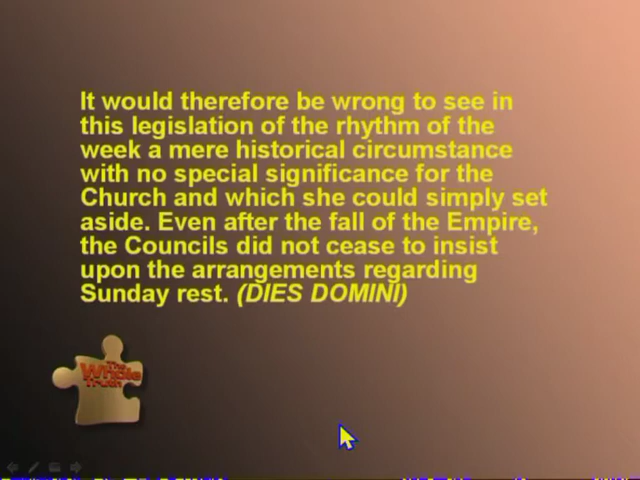 It would therefore be wrong to see in
this legislation of the rhythm of the
week a mere historical circumstance
with no special significance for the
Church and which she could simply set
aside. Even after the fall of the Empire,
the Councils did not cease to insist
upon the arrangements regarding
Sunday rest. (DIES DOMINI)
The
Whole
Truth